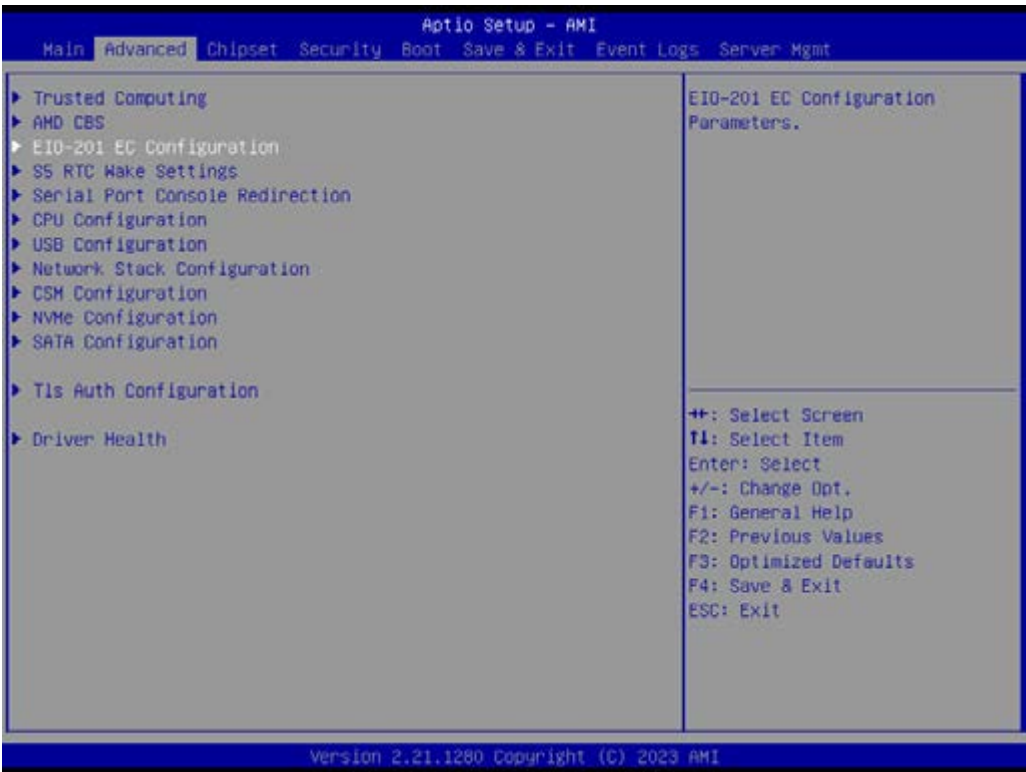 Aptio Setup – AMI
Main Advanced Chipset Security Boot Save & Exit Event Logs Server Mgmt
Trusted Computing
AMD CBS
EIO-201 EC Configuration
S5 RTC Wake Settings
Serial Port Console Redirection
CPU Configuration
USB Configuration
Network Stack Configuration
CSM Configuration
NVMe Configuration
SATA Configuration
Tls Auth Configuration
Driver Health
EIO-201 EC Configuration
Parameters.
→←: Select Screen
↑↓: Select Item
Enter: Select
+/-: Change Opt.
F1: General Help
F2: Previous Values
F3: Optimized Defaults
F4: Save & Exit
ESC: Exit
Version 2.21.1280 Copyright (C) 2023 AMI